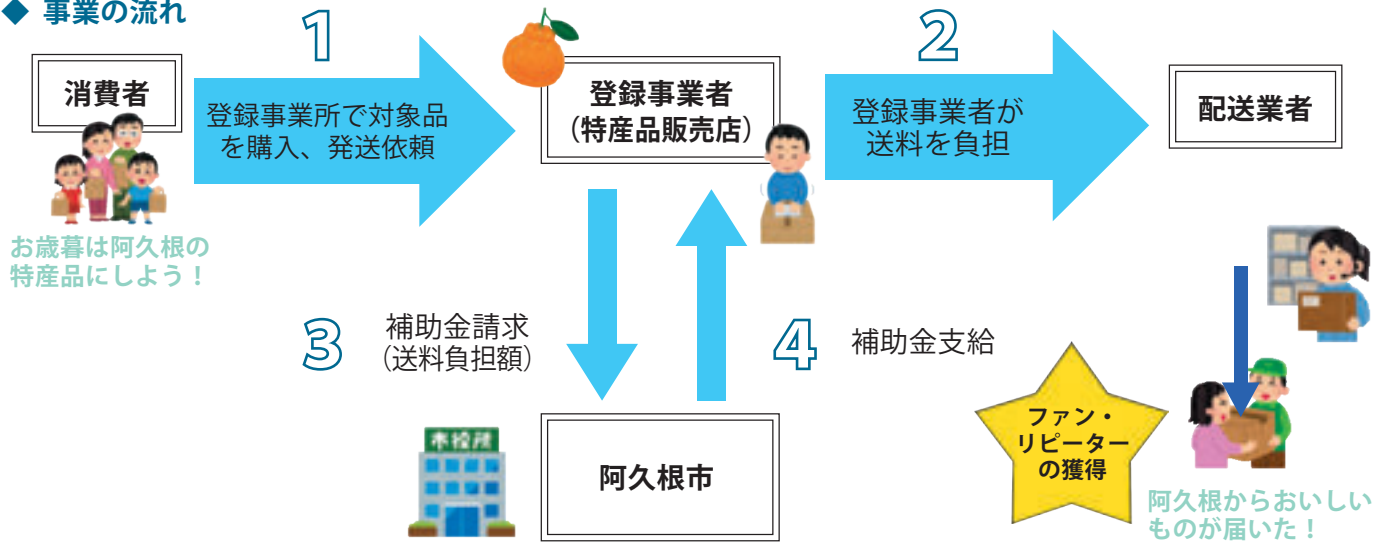 ◆ 事業の流れ
1
2
消費者
登録事業所で対象品
を購入、発送依頼
登録事業者
（特産品販売店）
登録事業者が
送料を負担
配送業者
お歳暮は阿久根の
特産品にしよう！
3
補助金請求
（送料負担額）
4
補助金支給
ファン・
リピーター
の獲得
市役所
阿久根市
阿久根からおいしい
ものが届いた！